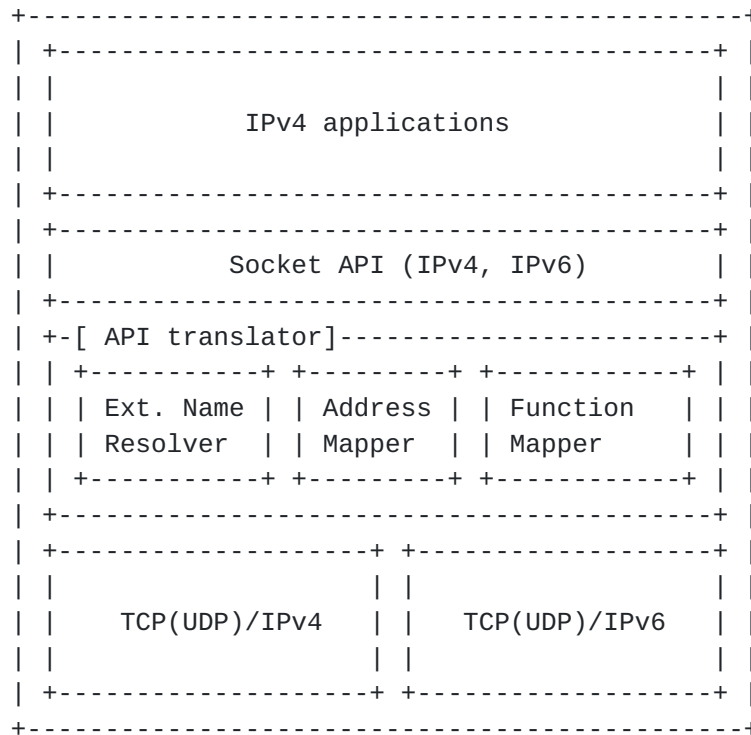 IPv4 applications
Socket API (IPv4, IPv6)
[ API translator]
Ext. Name Address Function
Resolver Mapper Mapper
TCP(UDP)/IPv4 TCP(UDP)/IPv6